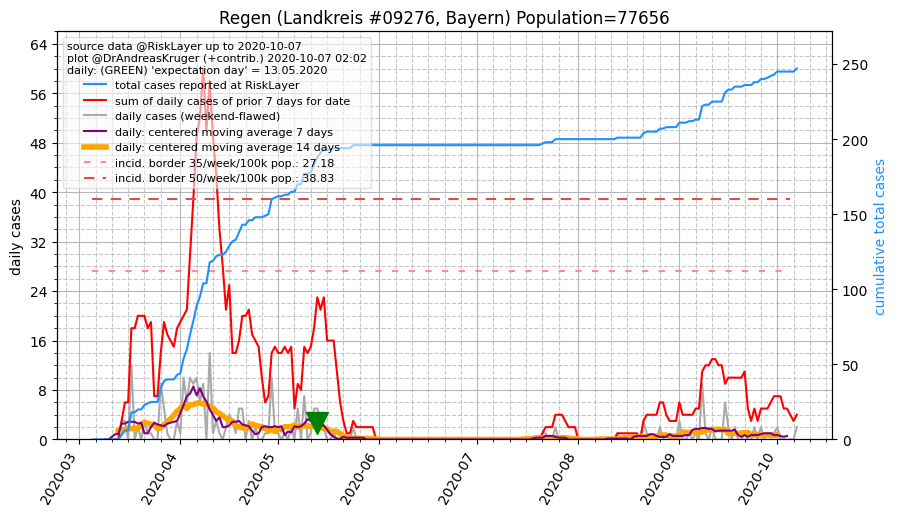 Regen (Landkreis #09276, Bayern) Population=77656
source data @RiskLayer up to 2020-10-07
plot @DrAndreasKruger (+contrib.) 2020-10-07 02:02
daily: (GREEN) 'expectation day' = 13.05.2020
total cases reported at RiskLayer
sum of daily cases of prior 7 days for date
daily cases (weekend-flawed)
daily: centered moving average 7 days
daily: centered moving average 14 days
incid. border 35/week/100k pop.: 27.18
incid. border 50/week/100k pop.: 38.83
daily cases
64
56
48
40
32
24
16
8
0
cumulative total cases
250
200
150
100
50
0
2020-03
2020-04
2020-05
2020-06
2020-07
2020-08
2020-09
2020-10